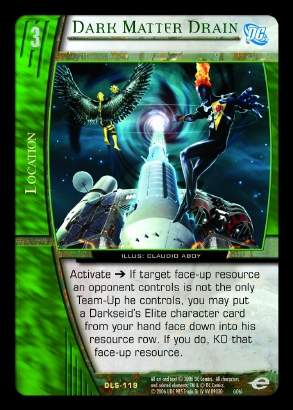 3
DARK MATTER DRAIN
DC
LOCATION
ILLUS: CLAUDIO ABOY
Activate ➔ If target face-up resource
an opponent controls is not the only
Team-Up he controls, you may put
a Darkseid's Elite character card
from your hand face down into his
resource row. If you do, KO that
face-up resource.
DLS-119